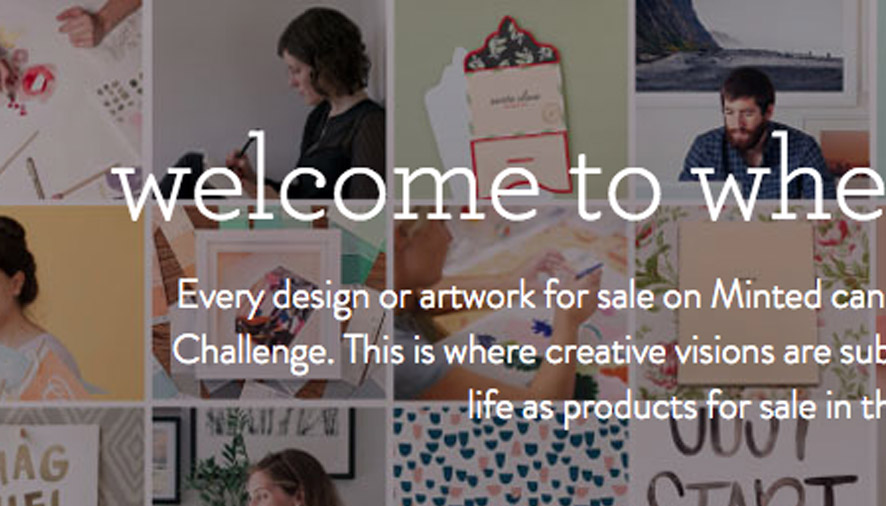 welcome to whe
Every design or artwork for sale on Minted can
Challenge. This is where creative visions are sub
life as products for sale in th
START